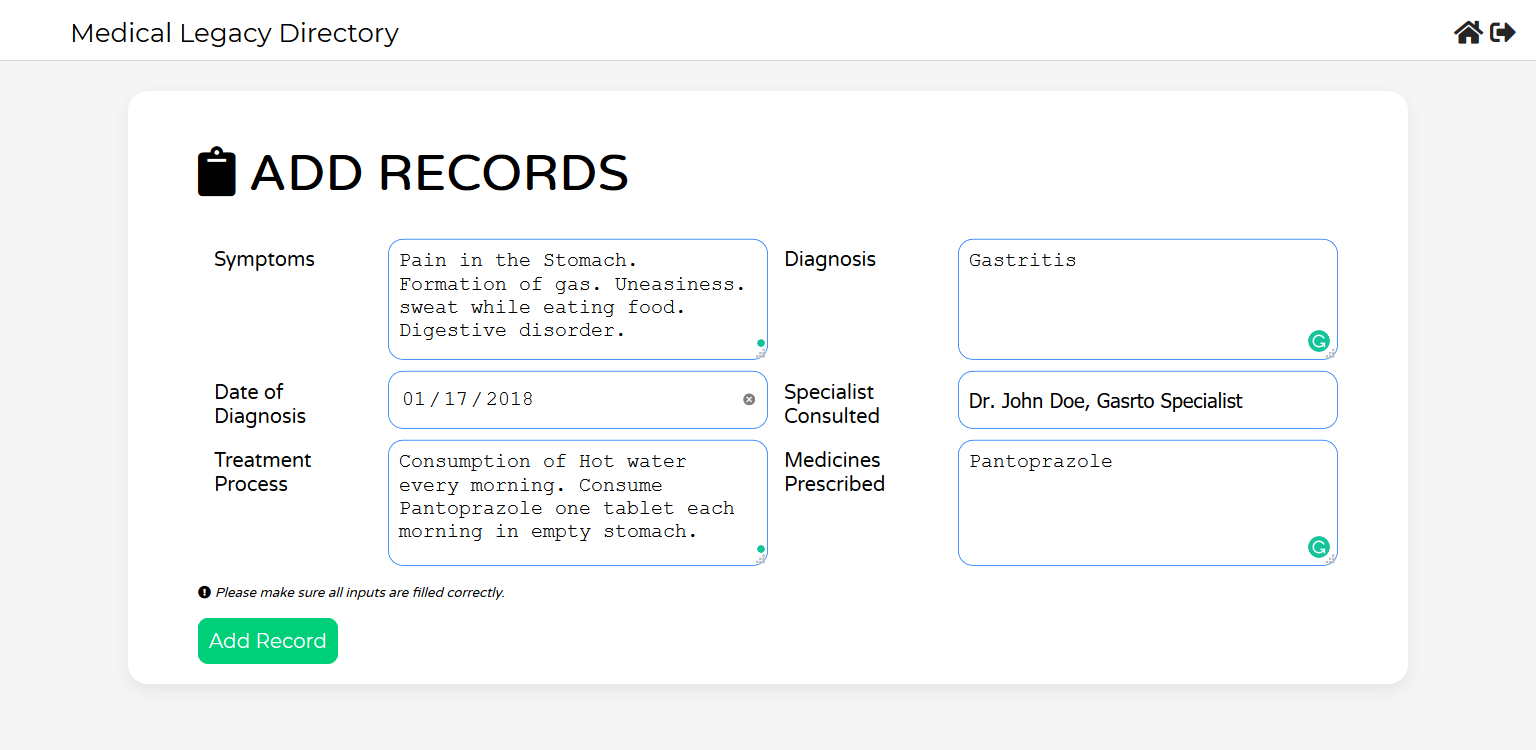 Medical Legacy Directory
ADD RECORDS
Symptoms
Pain in the Stomach.
Formation of gas. Uneasiness.
sweat while eating food.
Digestive disorder.
Diagnosis
Gastritis
Date of
Diagnosis
01/17/2018
Specialist
Consulted
Dr. John Doe, Gasrto Specialist
Treatment
Process
Consumption of Hot water
every morning. Consume
Pantoprazole one tablet each
morning in empty stomach.
Medicines
Prescribed
Pantoprazole
Please make sure all inputs are filled correctly.
Add Record